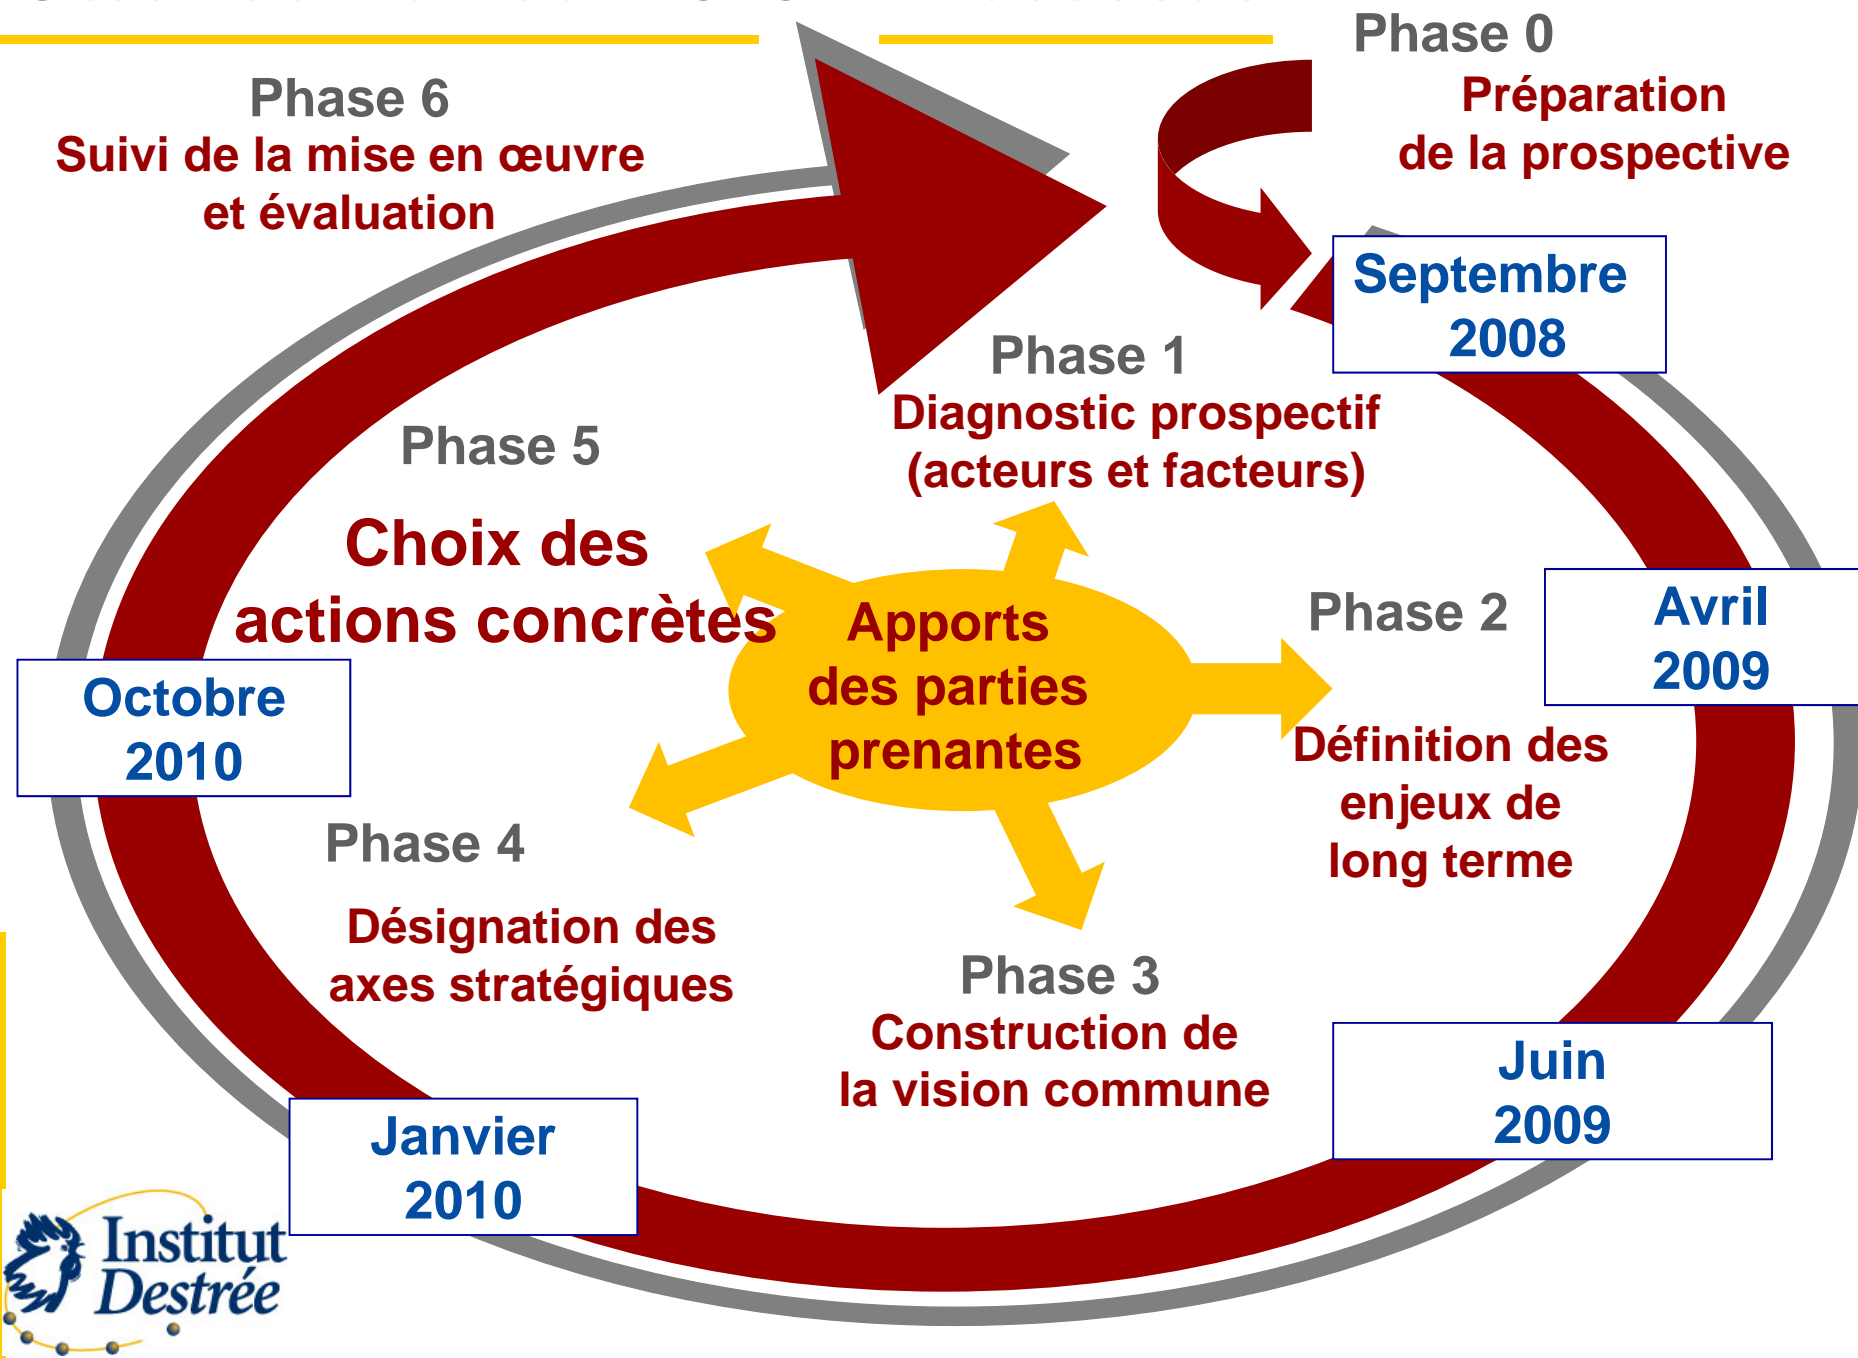 Phase 0
Préparation
de la prospective
Phase 6
Suivi de la mise en œuvre
et évaluation
Septembre
2008
Phase 1
Diagnostic prospectif
(acteurs et facteurs)
Phase 5
Choix des
actions concrètes
Apports
des parties
prenantes
Phase 2
Avril
2009
Définition des
enjeux de
long terme
Octobre
2010
Phase 4
Désignation des
axes stratégiques
Phase 3
Construction de
la vision commune
Juin
2009
Janvier
2010
Institut
Destrée